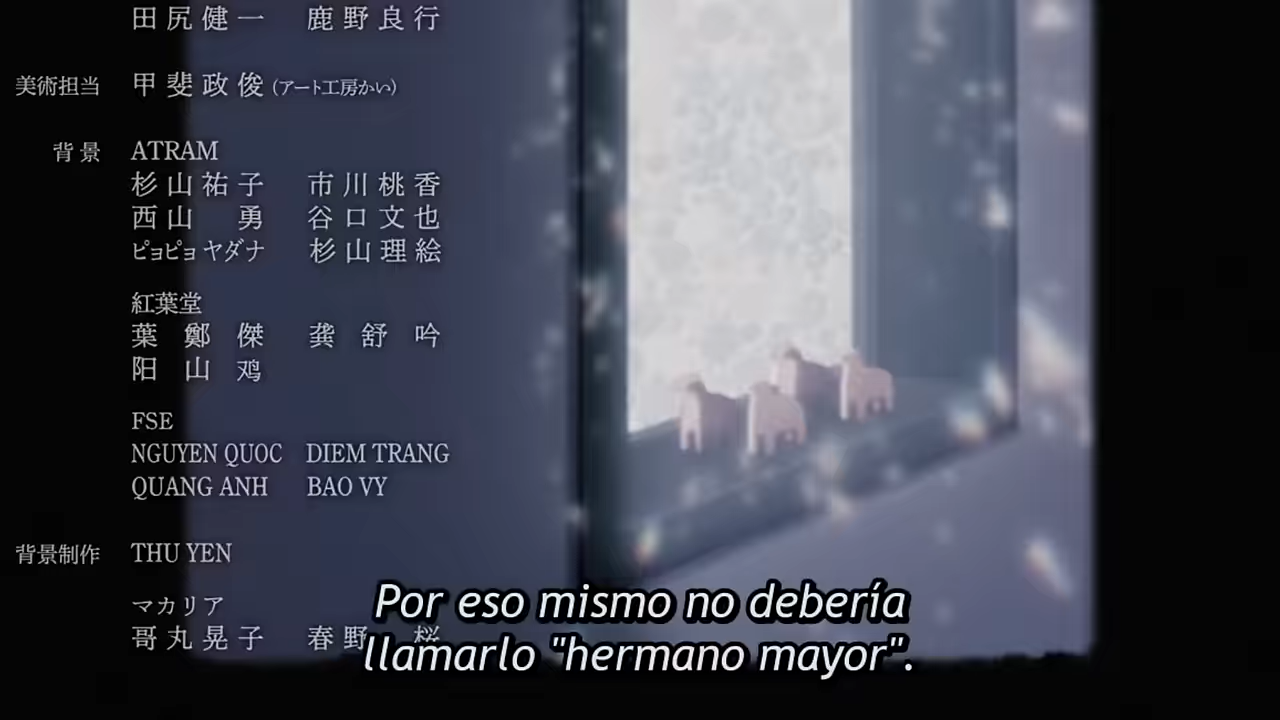 田尻健一 鹿野良行
美術担当 甲斐政俊(アート工房かい)
背景 ATRAM
杉山祐子 市川桃香
西山 勇 谷口文也
ピョピョヤダナ 杉山理絵
紅葉堂
葉鄭傑 龚舒吟
阳山鸡
FSE
NGUYEN QUOC DIEM TRANG
QUANG ANH BAO VY
背景制作 THU YEN
マカリア
哥丸晃子 春野 桜
Por eso mismo no debería
llamarlo "hermano mayor".